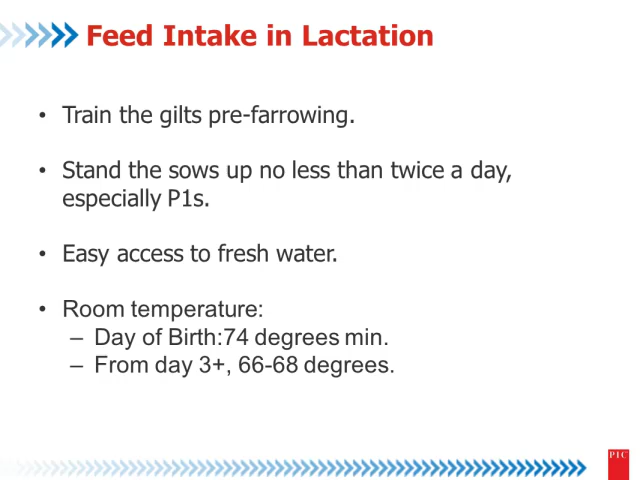 Feed Intake in Lactation
• Train the gilts pre-farrowing.
• Stand the sows up no less than twice a day,
especially P1s.
• Easy access to fresh water.
• Room temperature:
– Day of Birth:74 degrees min.
– From day 3+, 66-68 degrees.
PIC